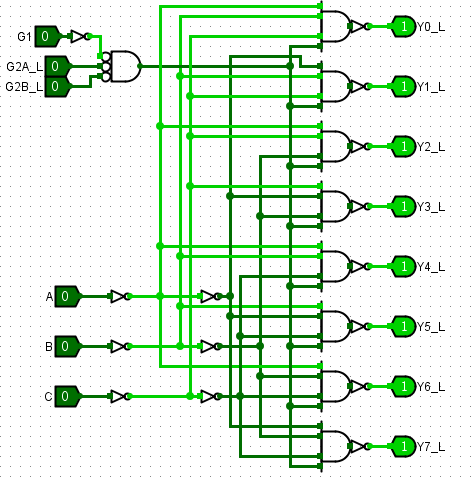 Y0_L 1
G1 0
G2A_L 0
G2B_L 0
1 Y1_L
1 Y2_L
1 Y3_L
1 Y4_L
A 0
1 Y5_L
B 0
1 Y6_L
C 0
1 Y7_L